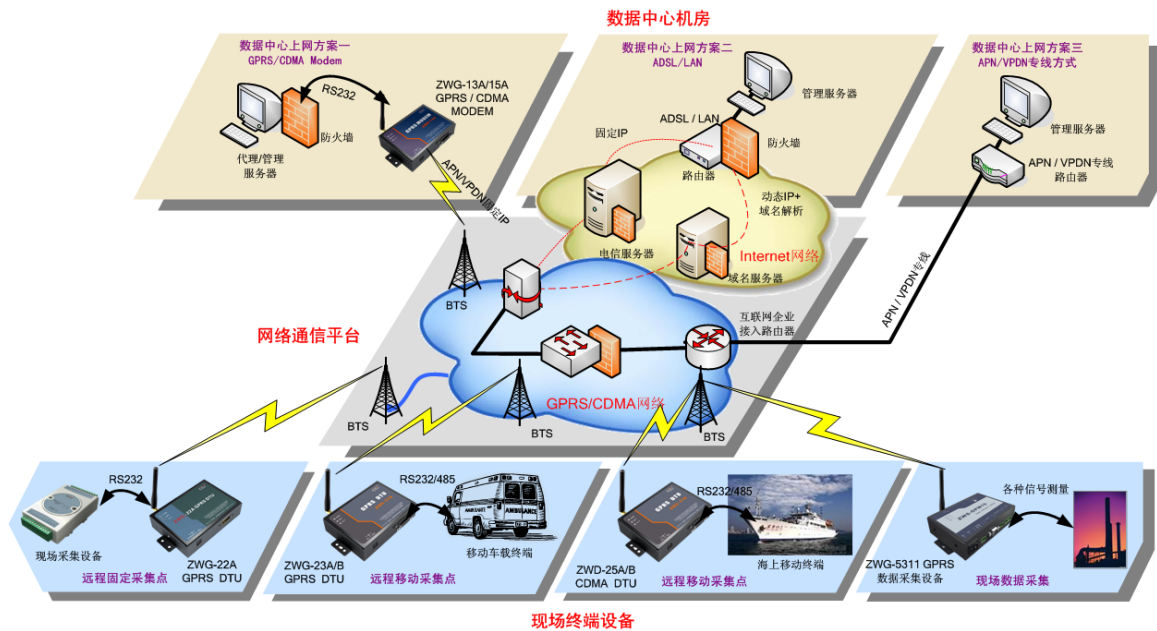 数据中心机房
数据中心上网方案一
GPRS/CDMA Modem
RS232
ZWG-13A/15A
GPRS / CDMA
MODEM
防火墙
代理/管理
服务器
APN/VPDN固定IP
数据中心上网方案二
ADSL/LAN
管理服务器
ADSL / LAN
固定IP
防火墙
路由器
动态IP+
域名解析
电信服务器
Internet网络
域名服务器
数据中心上网方案三
APN/VPDN专线方式
管理服务器
APN / VPDN专线
路由器
APN / VPDN专线
BTS
网络通信平台
互联网企业
接入路由器
GPRS/CDMA网络
BTS
BTS
BTS
RS232
现场采集设备
ZWG-22A
GPRS DTU
远程固定采集点
GPRS DTU
RS232/485
AMBULANCE
移动车载终端
ZWG-23A/B
GPRS DTU
远程移动采集点
GPRS DTU
RS232/485
海上移动终端
ZWD-25A/B
CDMA DTU
远程移动采集点
各种信号测量
ZWG-5311 GPRS
数据采集设备
现场数据采集
现场终端设备